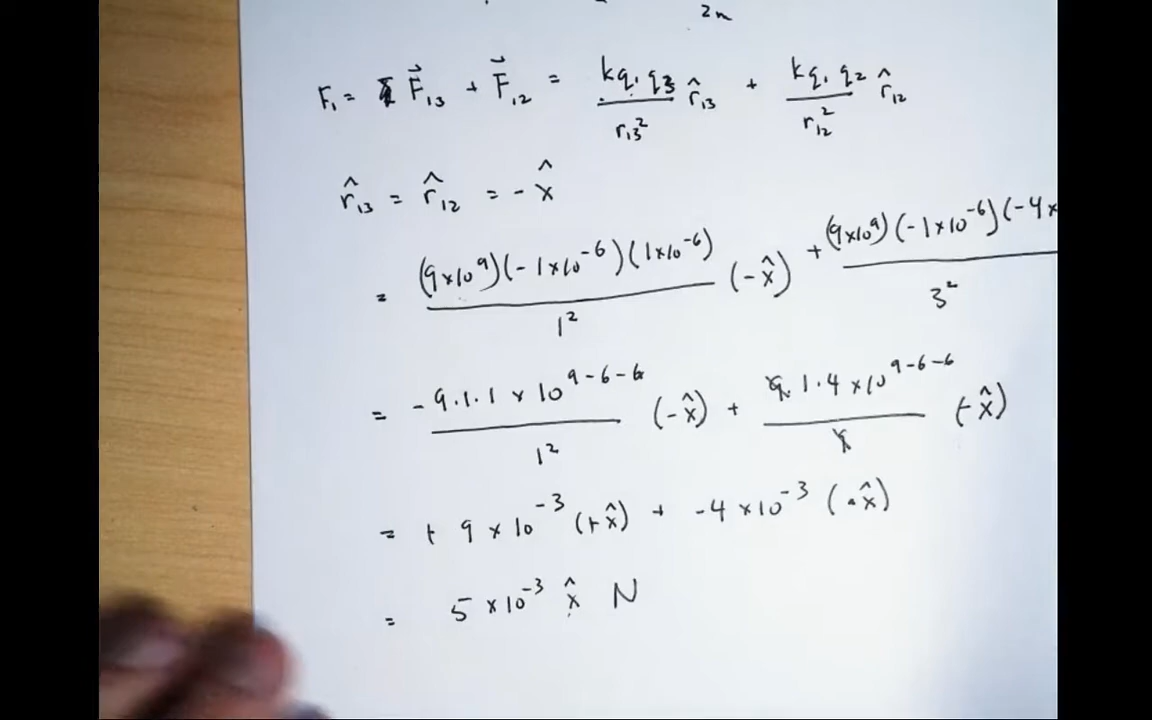 2m
F₁ = F⃗₁₃ + F⃗₁₂ = kq₁q₃/r₁₃² r̂₁₃ + kq₁q₂/r₁₂² r̂₁₂
r̂₁₃ = r̂₁₂ = - x̂
= (9×10⁹)(-1×10⁻⁶)(1×10⁻⁶)/1² (-x̂) + (9×10⁹)(-1×10⁻⁶)(-4×/3²
= -9·1·1×10⁹⁻⁶⁻⁶/1² (-x̂) + 9·1·4×10⁹⁻⁶⁻⁶/9 (-x̂)
= + 9×10⁻³ (+x̂) + -4×10⁻³ (x̂)
= 5×10⁻³ x̂ N